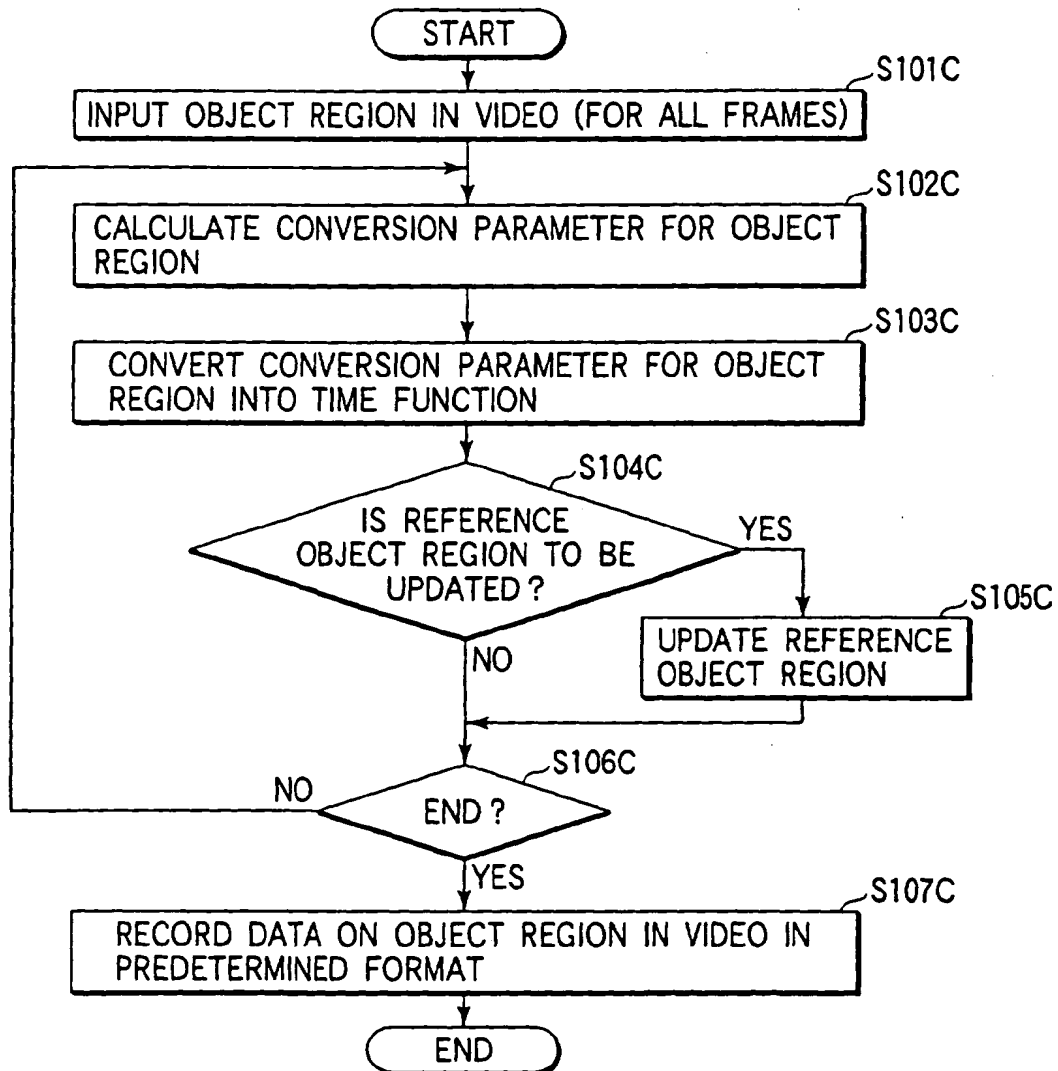 START
S101C
INPUT OBJECT REGION IN VIDEO (FOR ALL FRAMES)
S102C
CALCULATE CONVERSION PARAMETER FOR OBJECT
REGION
S103C
CONVERT CONVERSION PARAMETER FOR OBJECT
REGION INTO TIME FUNCTION
S104C
IS REFERENCE
OBJECT REGION TO BE
UPDATED ?
YES
S105C
UPDATE REFERENCE
OBJECT REGION
NO
S106C
NO
END ?
YES
S107C
RECORD DATA ON OBJECT REGION IN VIDEO IN
PREDETERMINED FORMAT
END